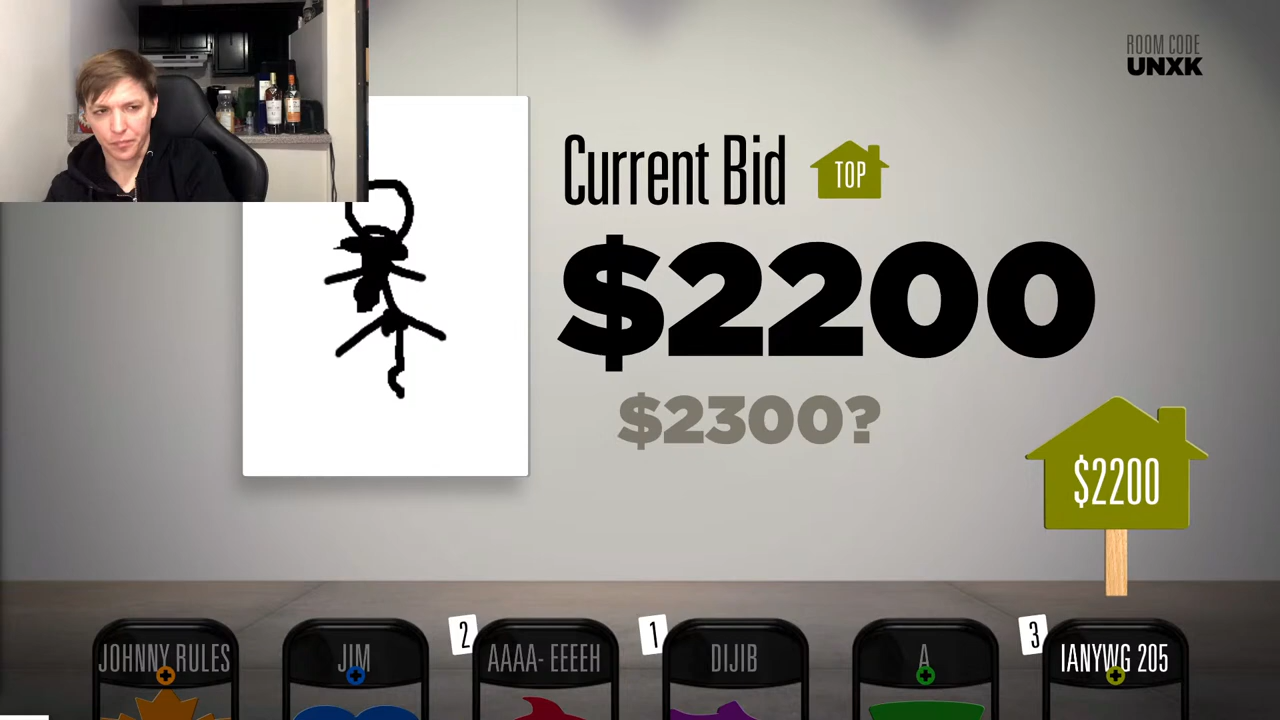 ROOM CODE
UNXK
Current Bid
TOP
$2200
$2300?
$2200
2
1
3
JOHNNY RULES
JIM
AAAA- EEEEH
DIJIB
A
IANYWG 205